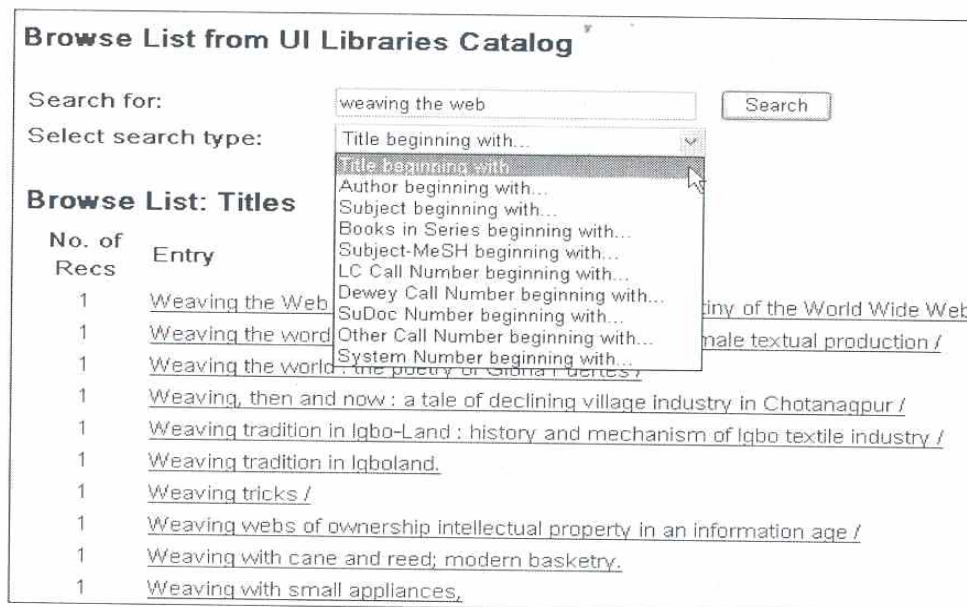 Browse List from UI Libraries Catalog
Search for: weaving the web Search
Select search type: Title beginning with...
Title beginning with...
Author beginning with...
Subject beginning with...
Books in Series beginning with...
Subject-MeSH beginning with...
LC Call Number beginning with...
Dewey Call Number beginning with...
SuDoc Number beginning with...
Other Call Number beginning with...
System Number beginning with...
Browse List: Titles
No. of Recs Entry
1 Weaving the Web tiny of the World Wide Web
1 Weaving the word male textual production /
1 Weaving the world : the poetry of Gloria Fuertes /
1 Weaving, then and now : a tale of declining village industry in Chotanagpur /
1 Weaving tradition in Igbo-Land : history and mechanism of Igbo textile industry /
1 Weaving tradition in Igboland.
1 Weaving tricks /
1 Weaving webs of ownership intellectual property in an information age /
1 Weaving with cane and reed; modern basketry.
1 Weaving with small appliances,